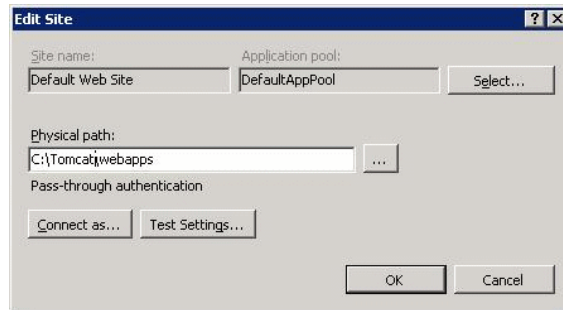 Edit Site
Site name:
Application pool:
Default Web Site
DefaultAppPool
Select...
Physical path:
C:\Tomcat\webapps
...
Pass-through authentication
Connect as...
Test Settings...
OK
Cancel